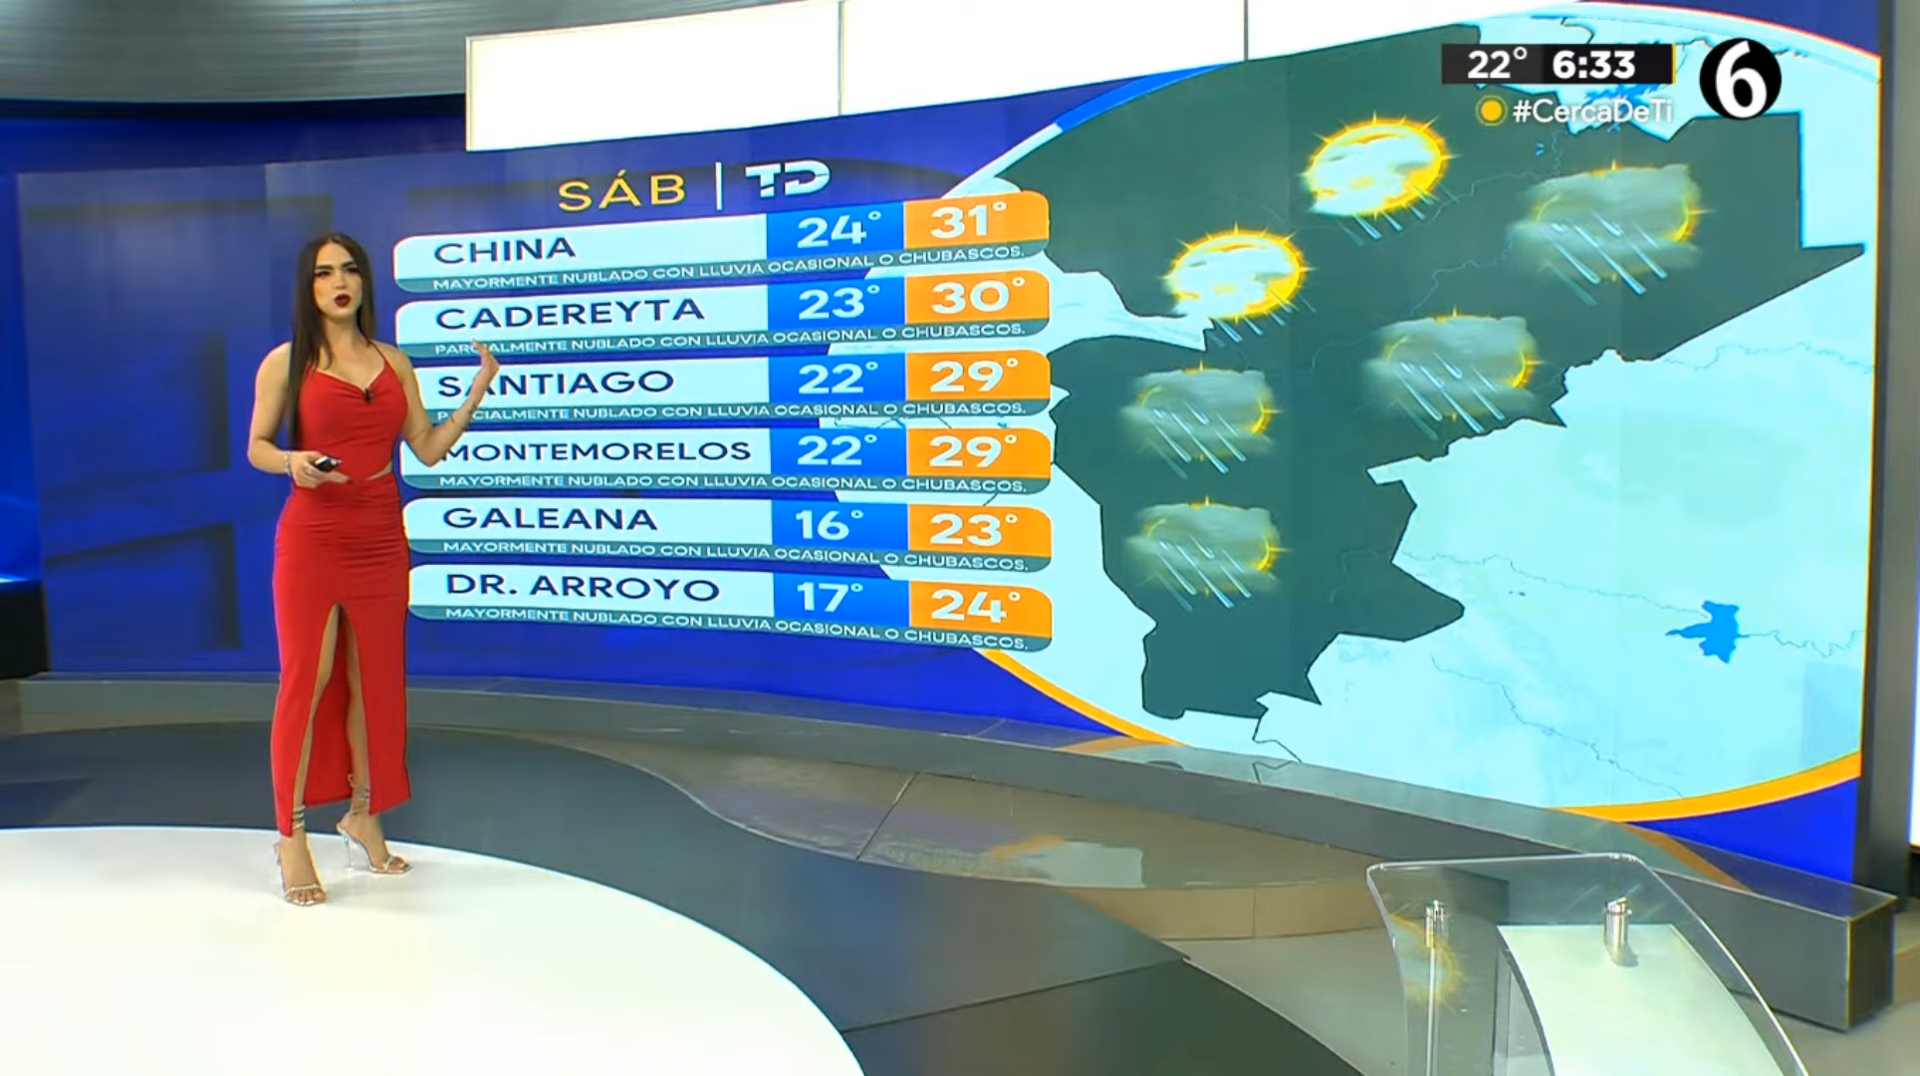 22° 6:33
6
#CercaDeTi
SÁB | TD
CHINA 24° 31°
MAYORMENTE NUBLADO CON LLUVIA OCASIONAL O CHUBASCOS.
CADEREYTA 23° 30°
PARCIALMENTE NUBLADO CON LLUVIA OCASIONAL O CHUBASCOS.
SANTIAGO 22° 29°
PARCIALMENTE NUBLADO CON LLUVIA OCASIONAL O CHUBASCOS.
MONTEMORELOS 22° 29°
MAYORMENTE NUBLADO CON LLUVIA OCASIONAL O CHUBASCOS.
GALEANA 16° 23°
MAYORMENTE NUBLADO CON LLUVIA OCASIONAL O CHUBASCOS.
DR. ARROYO 17° 24°
MAYORMENTE NUBLADO CON LLUVIA OCASIONAL O CHUBASCOS.